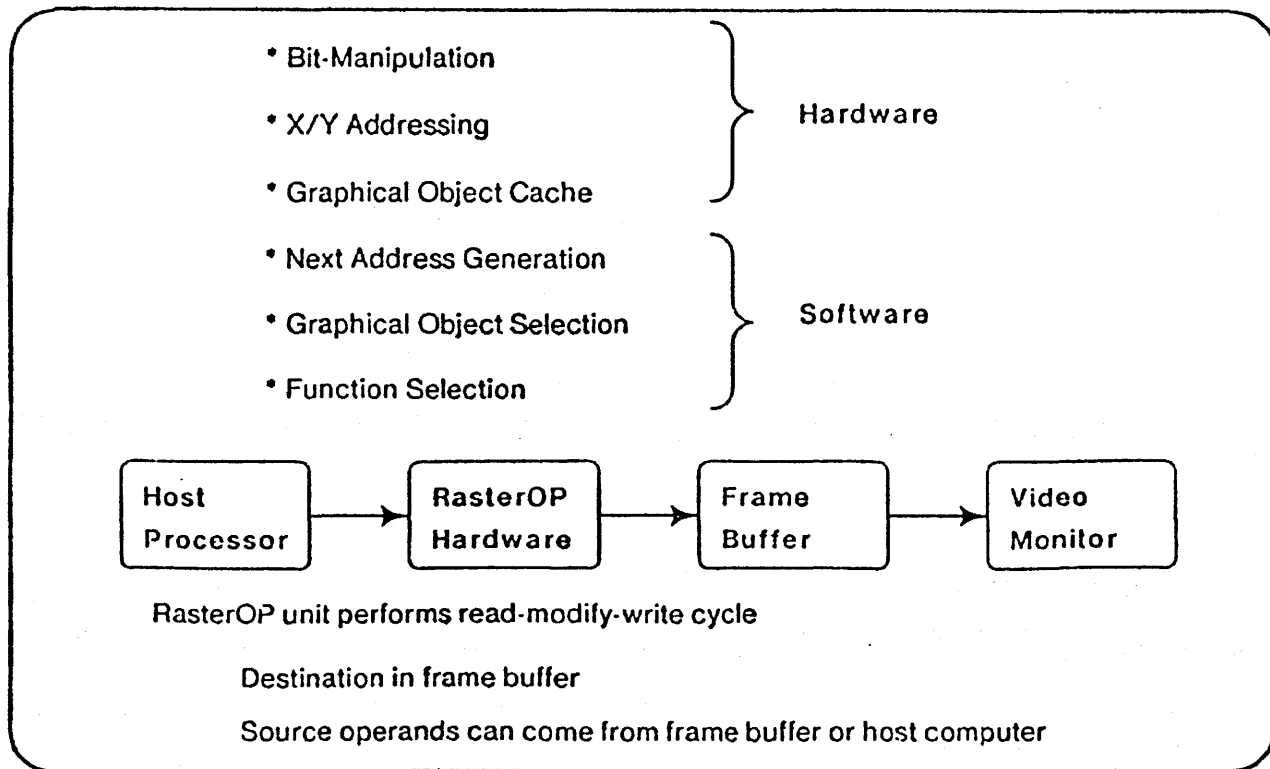 * Bit-Manipulation
* X/Y Addressing
Hardware
* Graphical Object Cache
* Next Address Generation
* Graphical Object Selection
Software
* Function Selection
Host
Processor
RasterOP
Hardware
Frame
Buffer
Video
Monitor
RasterOP unit performs read-modify-write cycle
Destination in frame buffer
Source operands can come from frame buffer or host computer